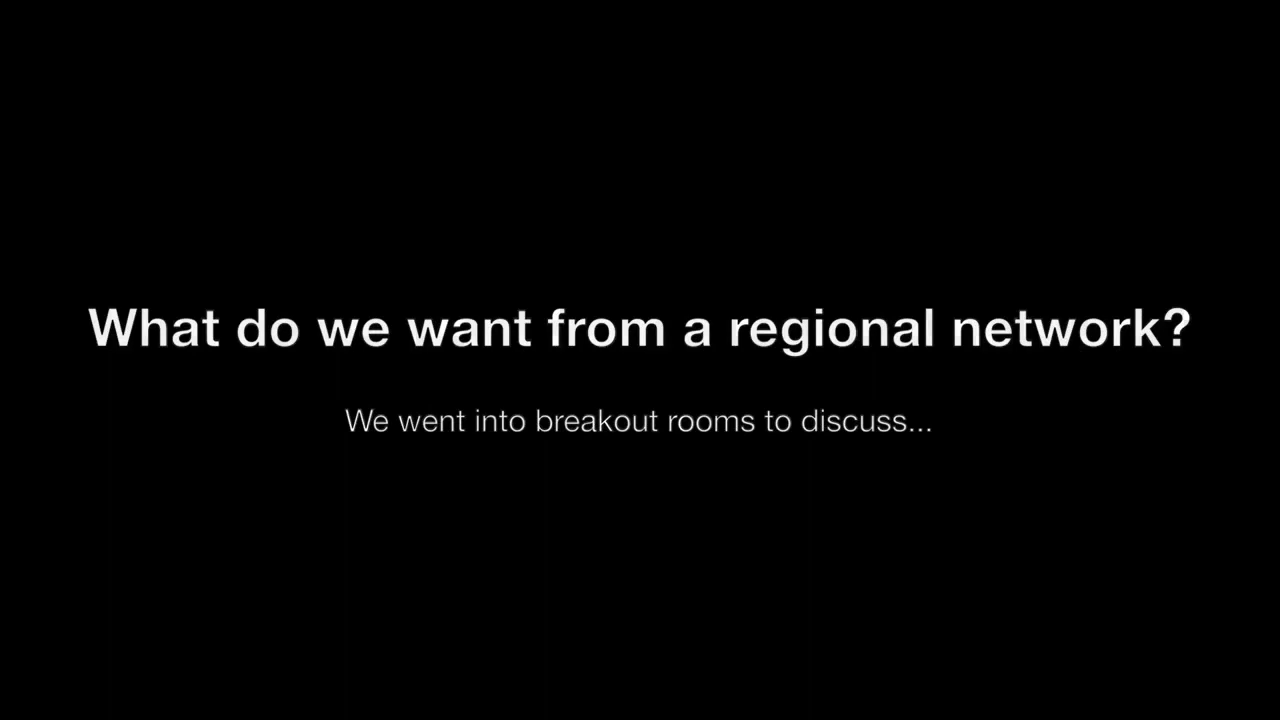 What do we want from a regional network?
We went into breakout rooms to discuss...